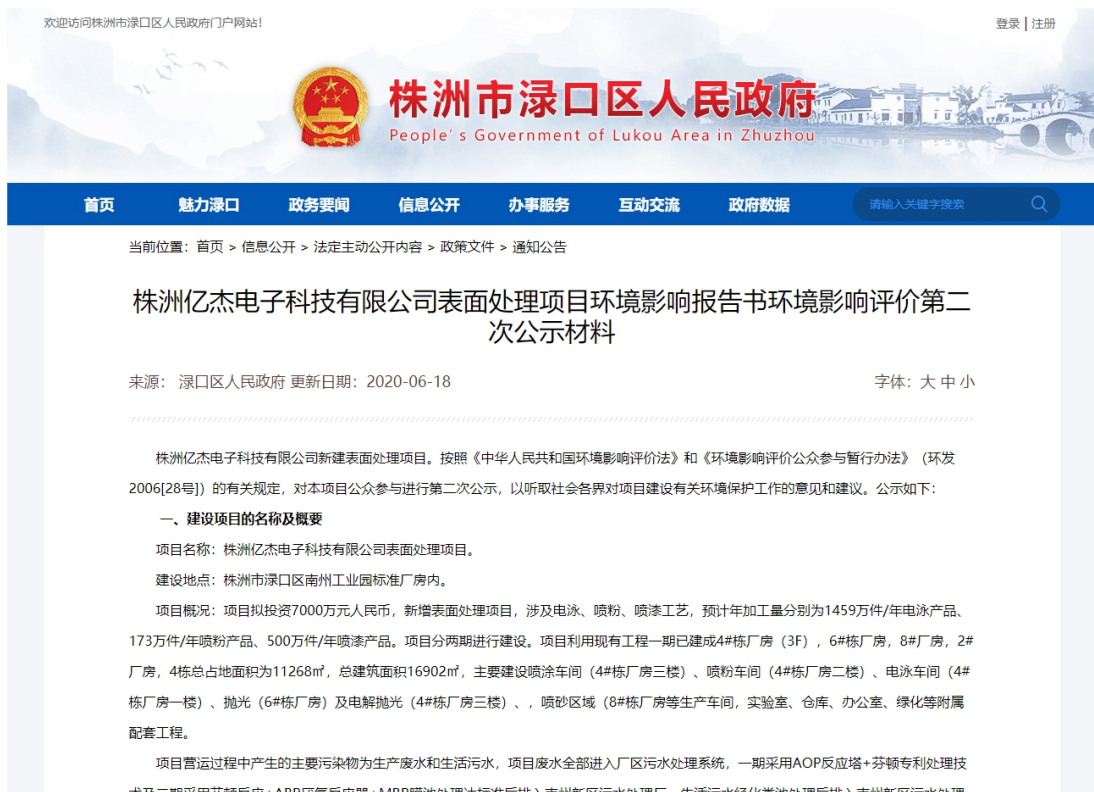 欢迎访问株洲市渌口区人民政府门户网站!
登录 | 注册
株洲市渌口区人民政府
People's Government of Lukou Area in Zhuzhou
首页 魅力渌口 政务要闻 信息公开 办事服务 互动交流 政府数据 请输入关键字搜索
当前位置：首页 > 信息公开 > 法定主动公开内容 > 政策文件 > 通知公告
株洲亿杰电子科技有限公司表面处理项目环境影响报告书环境影响评价第二
次公示材料
来源： 渌口区人民政府 更新日期：2020-06-18 字体：大 中 小
株洲亿杰电子科技有限公司新建表面处理项目。按照《中华人民共和国环境影响评价法》和《环境影响评价公众参与暂行办法》（环发
2006[28号]）的有关规定，对本项目公众参与进行第二次公示，以听取社会各界对项目建设有关环境保护工作的意见和建议。公示如下：
一、建设项目的名称及概要
项目名称：株洲亿杰电子科技有限公司表面处理项目。
建设地点：株洲市渌口区南州工业园标准厂房内。
项目概况：项目拟投资7000万元人民币，新增表面处理项目，涉及电泳、喷粉、喷漆工艺，预计年加工量分别为1459万件/年电泳产品、
173万件/年喷粉产品、500万件/年喷漆产品。项目分两期进行建设。项目利用现有工程一期已建成4#栋厂房（3F），6#栋厂房，8#厂房，2#
厂房，4栋总占地面积为11268㎡，总建筑面积16902㎡，主要建设喷涂车间（4#栋厂房三楼）、喷粉车间（4#栋厂房二楼）、电泳车间（4#
栋厂房一楼）、抛光（6#栋厂房）及电解抛光（4#栋厂房三楼）、，喷砂区域（8#栋厂房等生产车间，实验室、仓库、办公室、绿化等附属
配套工程。
项目营运过程中产生的主要污染物为生产废水和生活污水，项目废水全部进入厂区污水处理系统，一期采用AOP反应塔+芬顿专利处理技